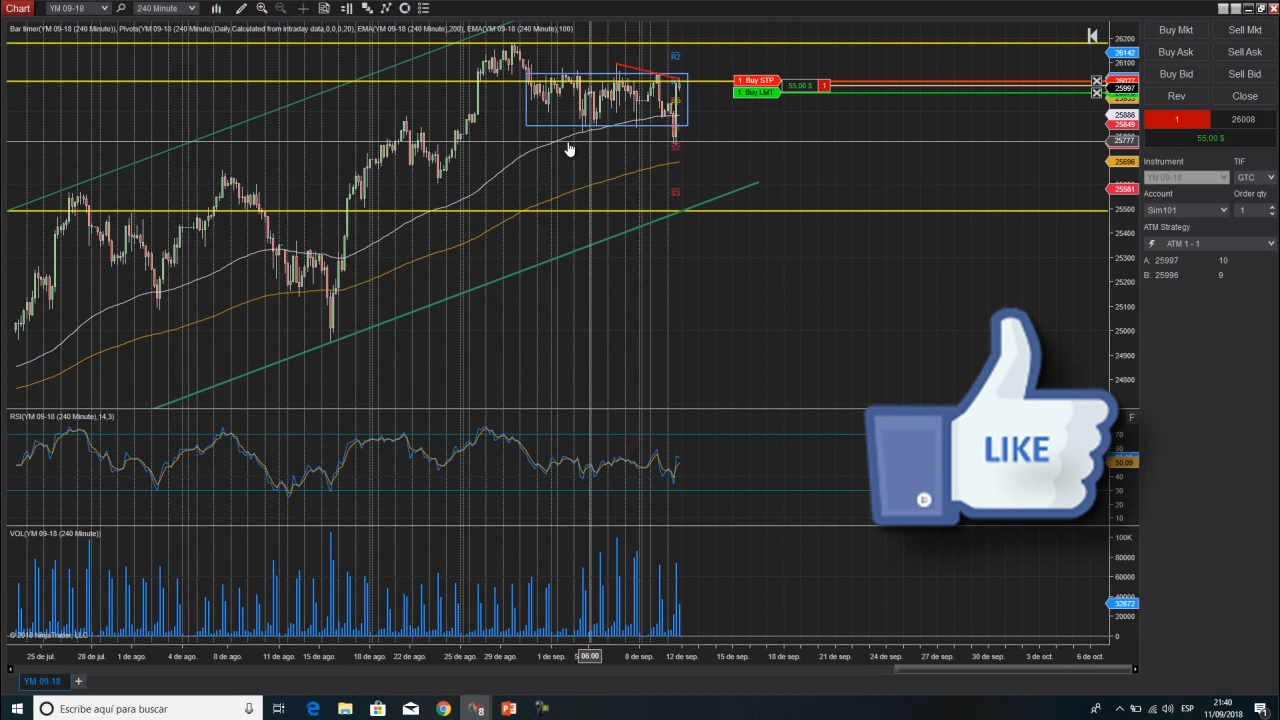 Chart YM 09-18 240 Minute
Bar timer(YM 09-18 (240 Minute)), Pivots(YM 09-18 (240 Minute),Daily,Calculated from intraday data,0,0,0,20), EMA(YM 09-18 (240 Minute),200), EMA(YM 09-18 (240 Minute),100)
26200
R2
26142
26100
1 Buy STP
55,00 $ 1
26027
1 Buy LMT
25997
25886
25849
25777
25696
S3
25581
25500
25400
25300
25200
25100
25000
24900
24800
RSI(YM 09-18 (240 Minute),14,3)
F
70
50.09
40
30
10
LIKE
VOL(YM 09-18 (240 Minute))
100K
80000
60000
40000
32672
20000
0
© 2018 NinjaTrader, LLC
25 de jul. 28 de jul. 1 de ago. 4 de ago. 8 de ago. 11 de ago. 15 de ago. 18 de ago. 22 de ago. 25 de ago. 29 de ago. 1 de sep. 06:00 8 de sep. 12 de sep. 15 de sep. 18 de sep. 21 de sep. 24 de sep. 27 de sep. 30 de sep. 3 de oct. 6 de oct.
YM 09-18 +
Buy Mkt Sell Mkt
Buy Ask Sell Ask
Buy Bid Sell Bid
Rev Close
1 26008
55,00 $
Instrument TIF
YM 09-18 GTC
Account Order qty
Sim101 1
ATM Strategy
ATM 1 - 1
A: 25997 10
B: 25996 9
Escribe aquí para buscar
8
ESP
21:40
11/09/2018
1